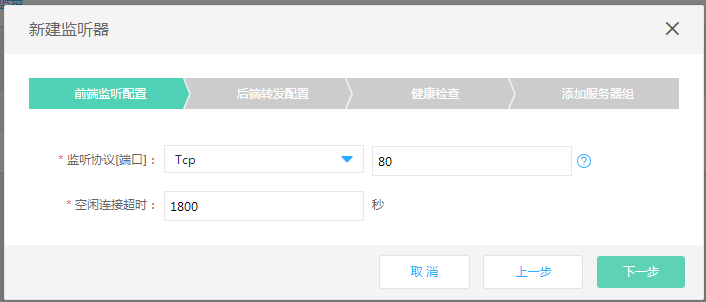 新建监听器
前端监听配置 后端转发配置 健康检查 添加服务器组
* 监听协议[端口]： Tcp 80 ?
* 空闲连接超时： 1800 秒
取 消 上一步 下一步